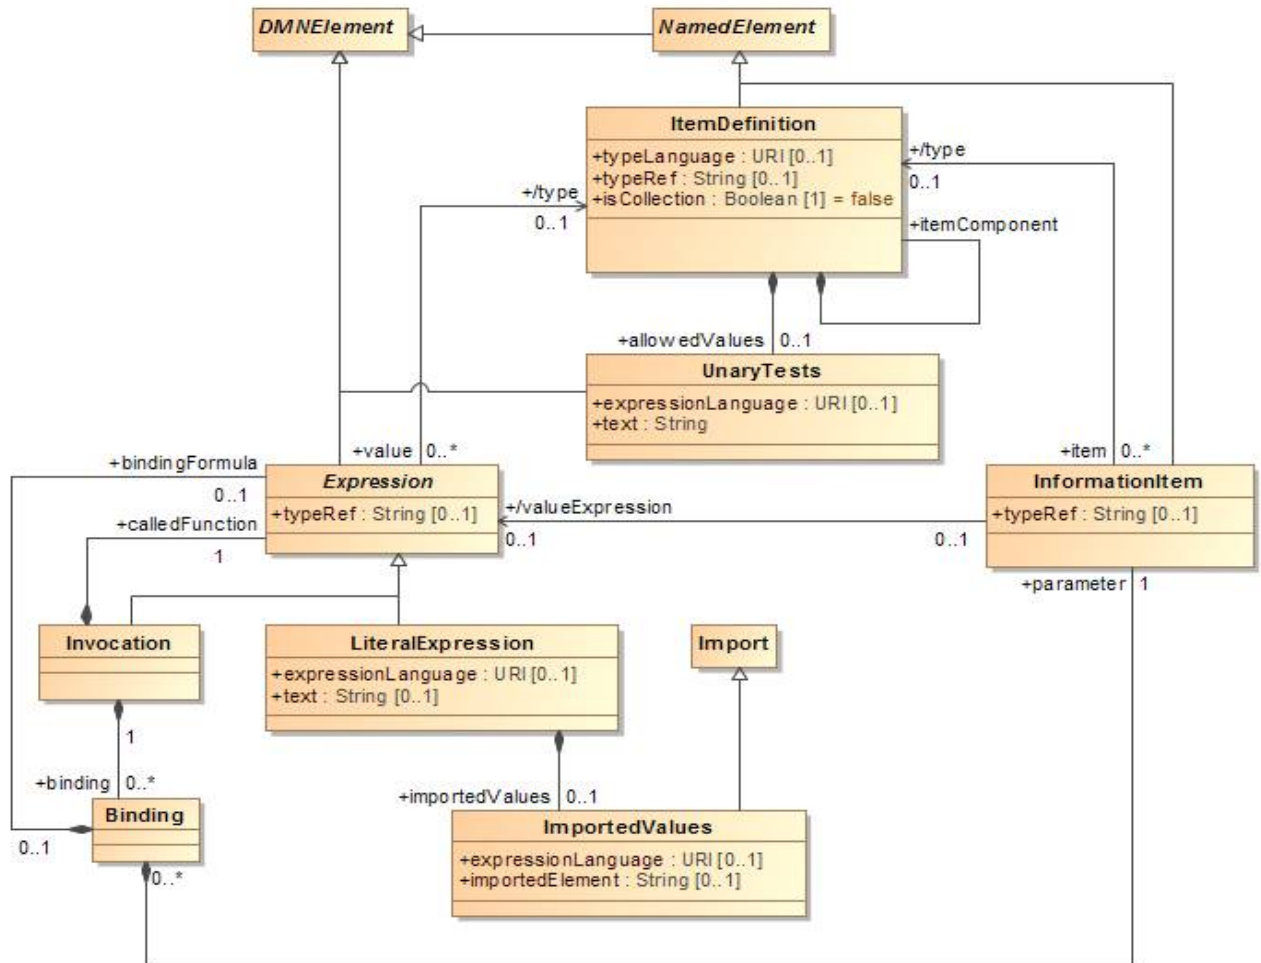 DMNElement
NamedElement
ItemDefinition
+typeLanguage : URI [0..1]
+typeRef : String [0..1]
+isCollection : Boolean [1] = false
+/type
0..1
+/type
0..1
+itemComponent
+allowedValues
0..1
UnaryTests
+expressionLanguage : URI [0..1]
+text : String
+value
0..*
+item
0..*
+bindingFormula
0..1
Expression
+typeRef : String [0..1]
InformationItem
+typeRef : String [0..1]
+/valueExpression
0..1
0..1
+calledFunction
1
+parameter
1
Invocation
LiteralExpression
+expressionLanguage : URI [0..1]
+text : String [0..1]
Import
1
+binding
0..*
Binding
0..1
0..*
+importedValues
0..1
ImportedValues
+expressionLanguage : URI [0..1]
+importedElement : String [0..1]